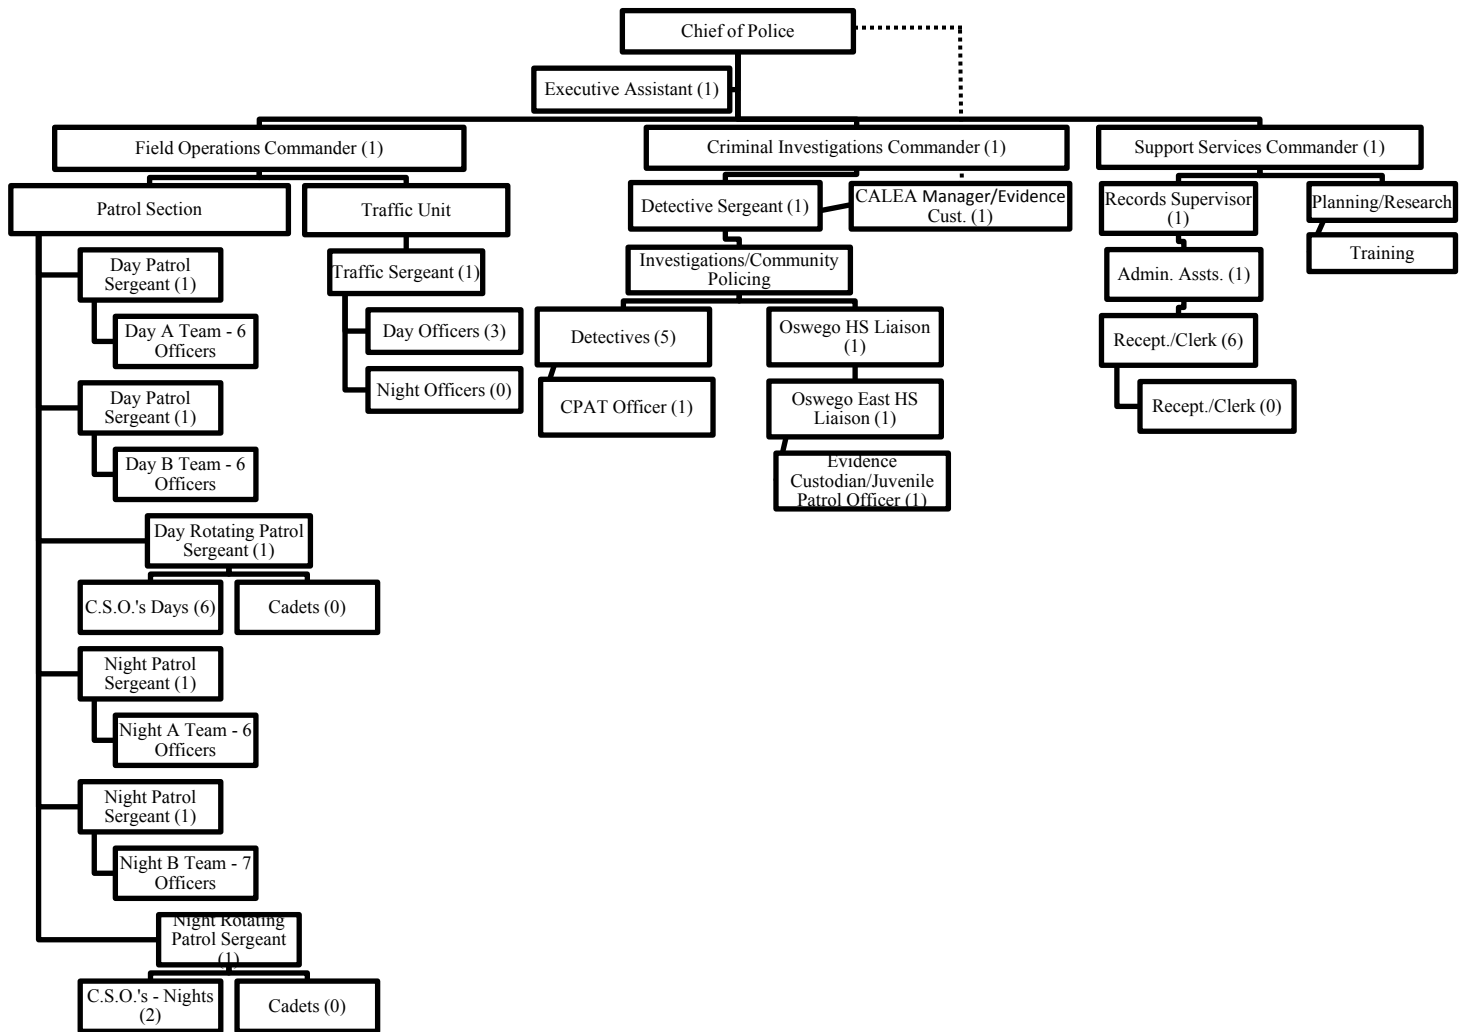 Chief of Police
Executive Assistant (1)
Field Operations Commander (1)
Criminal Investigations Commander (1)
Support Services Commander (1)
Patrol Section
Traffic Unit
Detective Sergeant (1)
CALEA Manager/Evidence
Cust. (1)
Records Supervisor
(1)
Planning/Research
Training
Day Patrol
Sergeant (1)
Traffic Sergeant (1)
Investigations/Community
Policing
Admin. Assts. (1)
Day A Team - 6
Officers
Day Officers (3)
Detectives (5)
Oswego HS Liaison
(1)
Recept./Clerk (6)
Day Patrol
Sergeant (1)
Night Officers (0)
CPAT Officer (1)
Oswego East HS
Liaison (1)
Recept./Clerk (0)
Day B Team - 6
Officers
Evidence
Custodian/Juvenile
Patrol Officer (1)
Day Rotating Patrol
Sergeant (1)
C.S.O.'s Days (6)
Cadets (0)
Night Patrol
Sergeant (1)
Night A Team - 6
Officers
Night Patrol
Sergeant (1)
Night B Team - 7
Officers
Night Rotating
Patrol Sergeant
(1)
C.S.O.'s - Nights
(2)
Cadets (0)